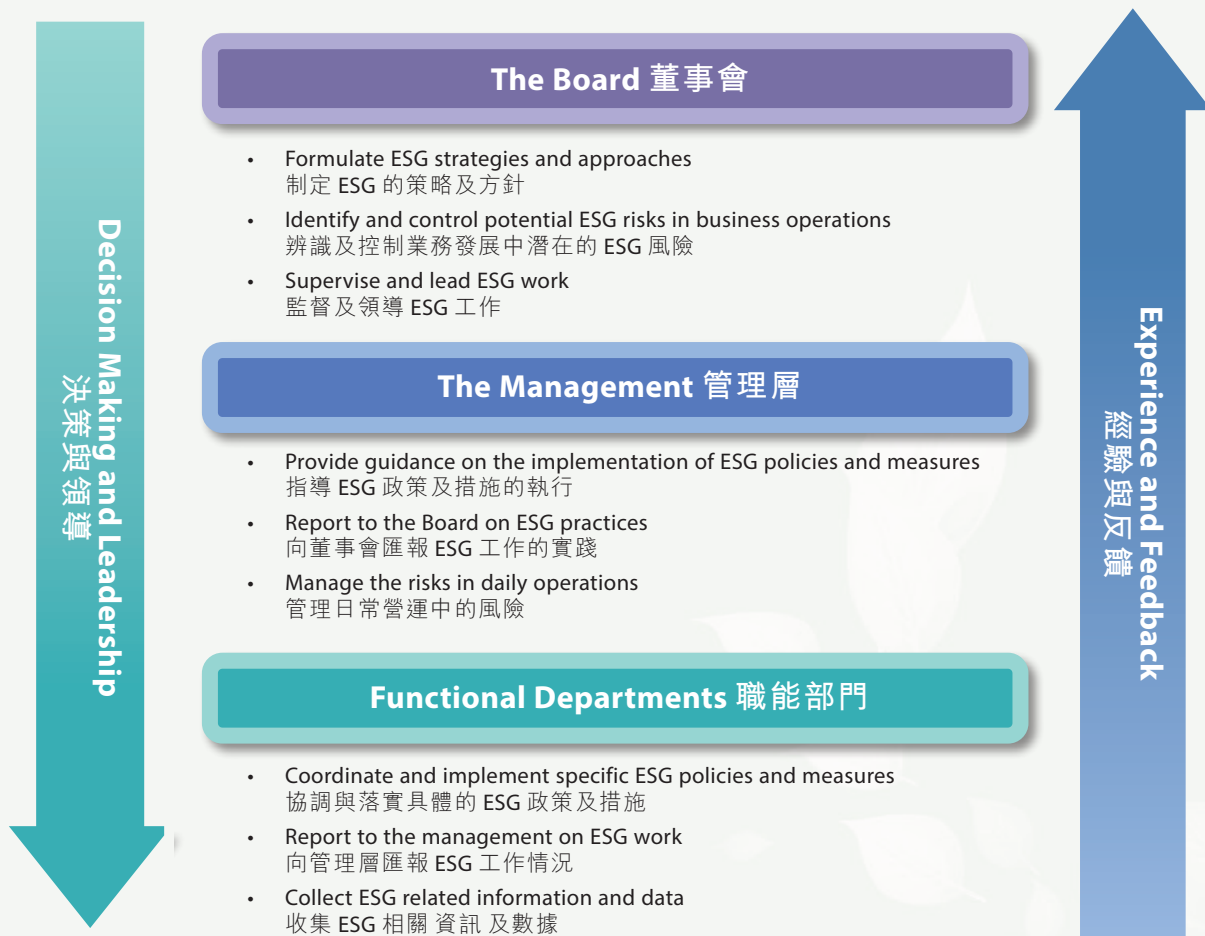 Decision Making and Leadership
決策與領導
The Board 董事會
• Formulate ESG strategies and approaches
制定 ESG 的策略及方針
• Identify and control potential ESG risks in business operations
辨識及控制業務發展中潛在的 ESG 風險
• Supervise and lead ESG work
監督及領導 ESG 工作
The Management 管理層
• Provide guidance on the implementation of ESG policies and measures
指導 ESG 政策及措施的執行
• Report to the Board on ESG practices
向董事會匯報 ESG 工作的實踐
• Manage the risks in daily operations
管理日常營運中的風險
Functional Departments 職能部門
• Coordinate and implement specific ESG policies and measures
協調與落實具體的 ESG 政策及措施
• Report to the management on ESG work
向管理層匯報 ESG 工作情況
• Collect ESG related information and data
收集 ESG 相關 資訊 及數據
Experience and Feedback
經驗與反饋